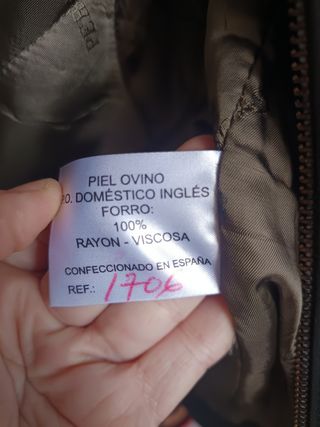 PIEL OVINO
P.O. DOMÉSTICO INGLÉS
FORRO:
100%
RAYON - VISCOSA
CONFECCIONADO EN ESPAÑA
REF.: 1706